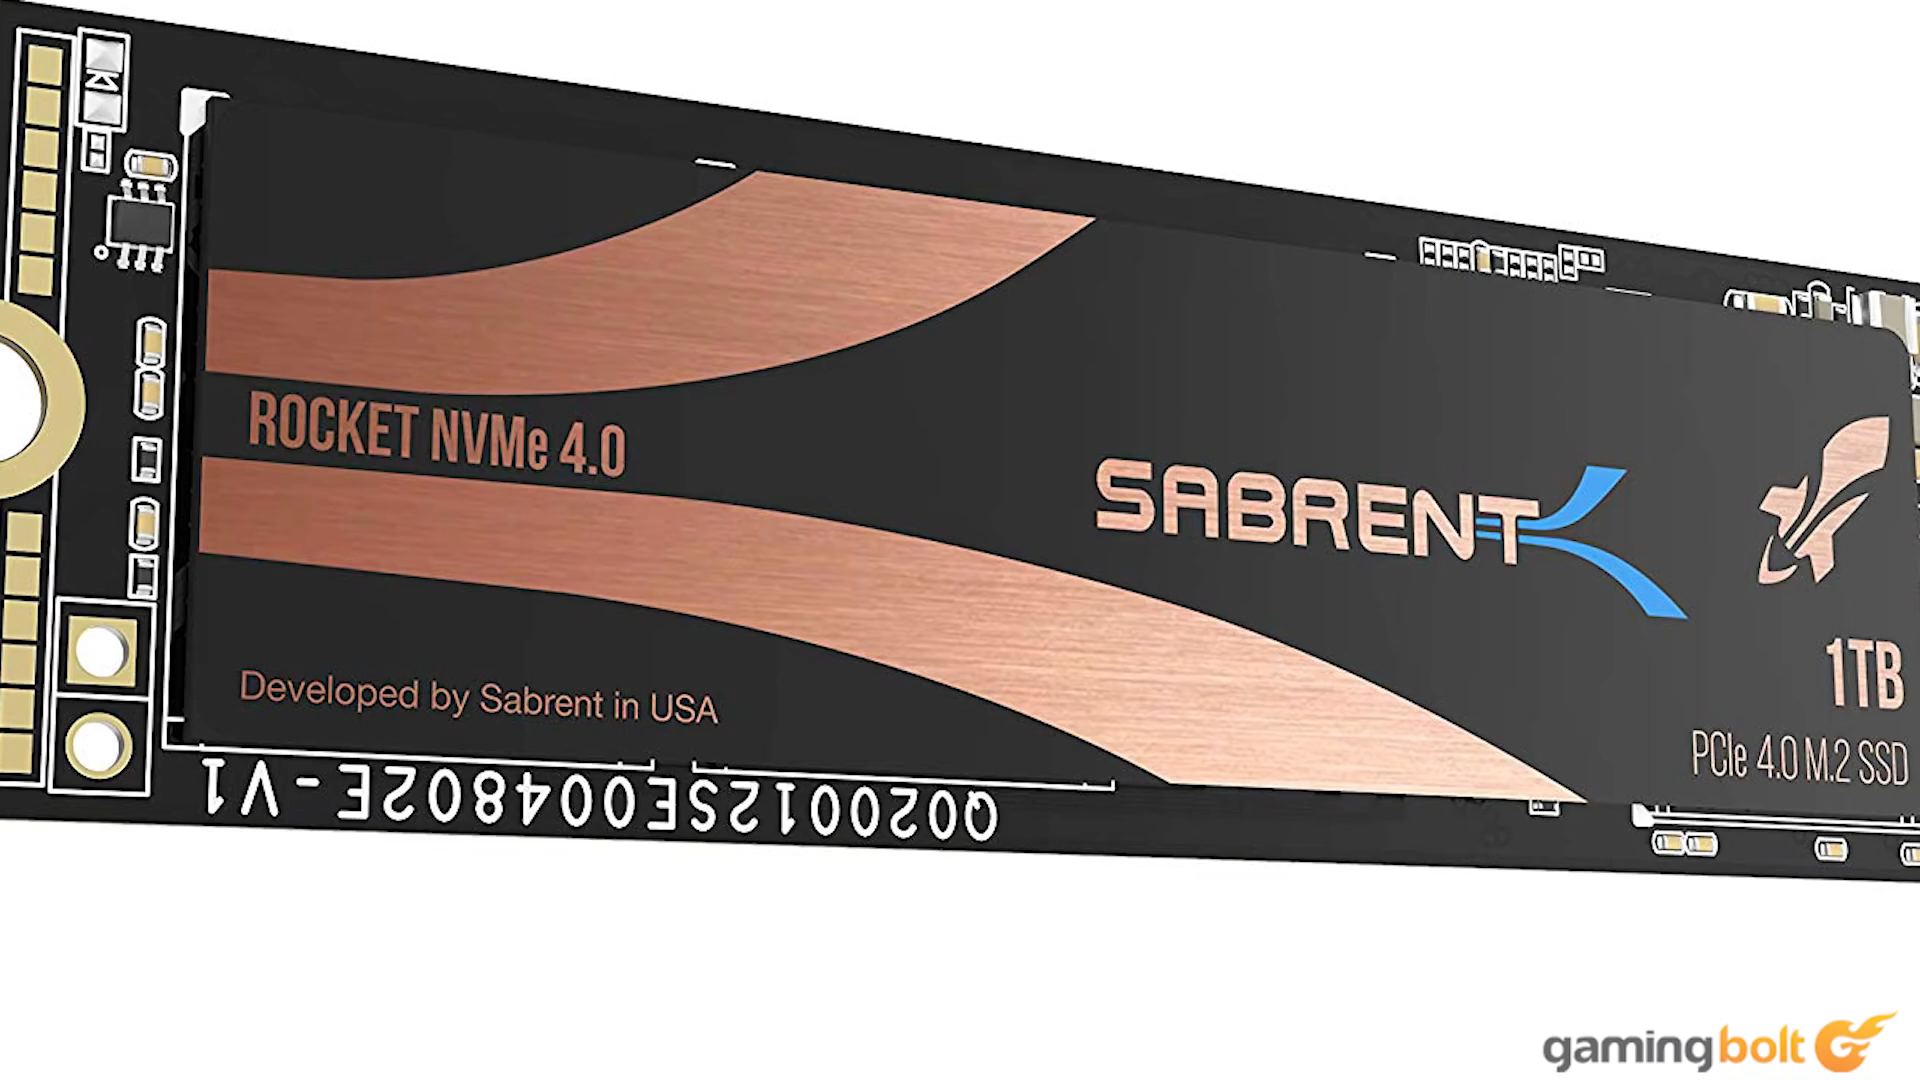 ROCKET NVMe 4.0
SABRENT
1TB
PCIe 4.0 M.2 SSD
Developed by Sabrent in USA
Q020012SE004802E-V1
gamingbolt